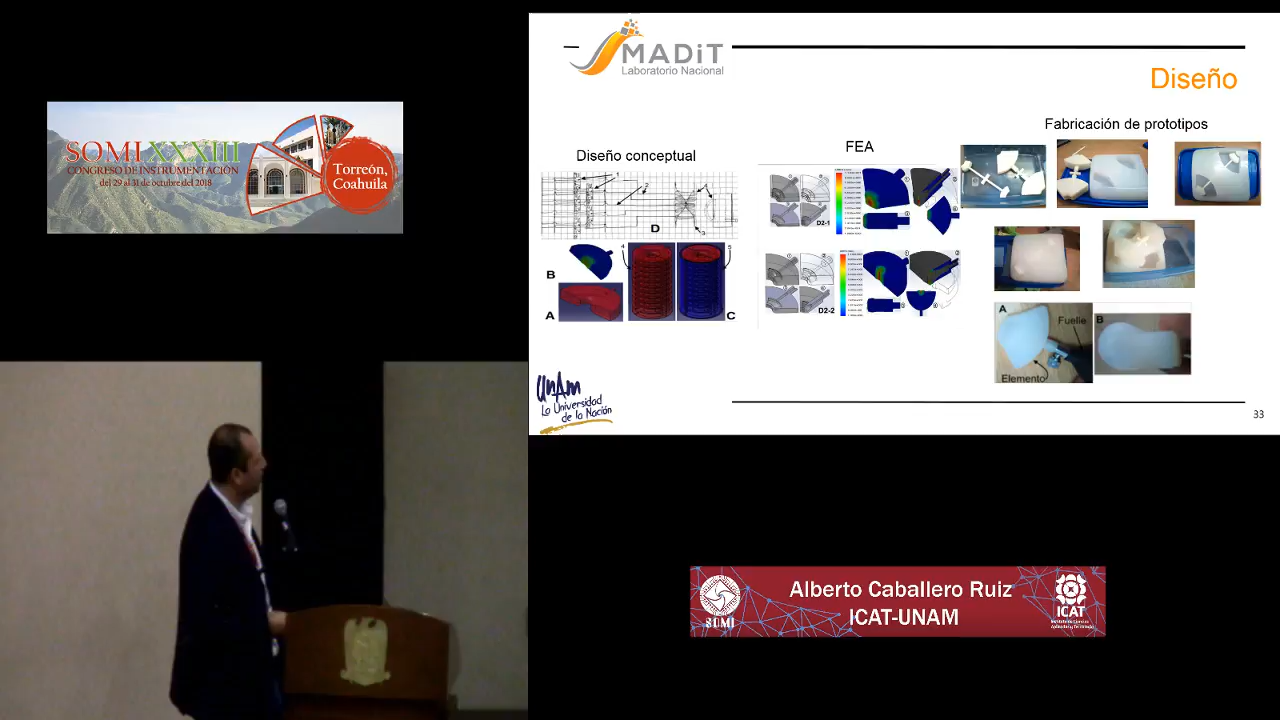 SOMI XXXIII
CONGRESO DE INSTRUMENTACIÓN
del 29 al 31 de octubre del 2018
Torreón,
Coahuila
MADiT
Laboratorio Nacional
Diseño
Diseño conceptual
D
B
A
C
4
FEA
D2-1
D2-2
Fabricación de prototipos
A
Fuelle
Elemento
B
UNAM
La Universidad
de la Nación
33
Alberto Caballero Ruiz
ICAT-UNAM
SOMI
ICAT